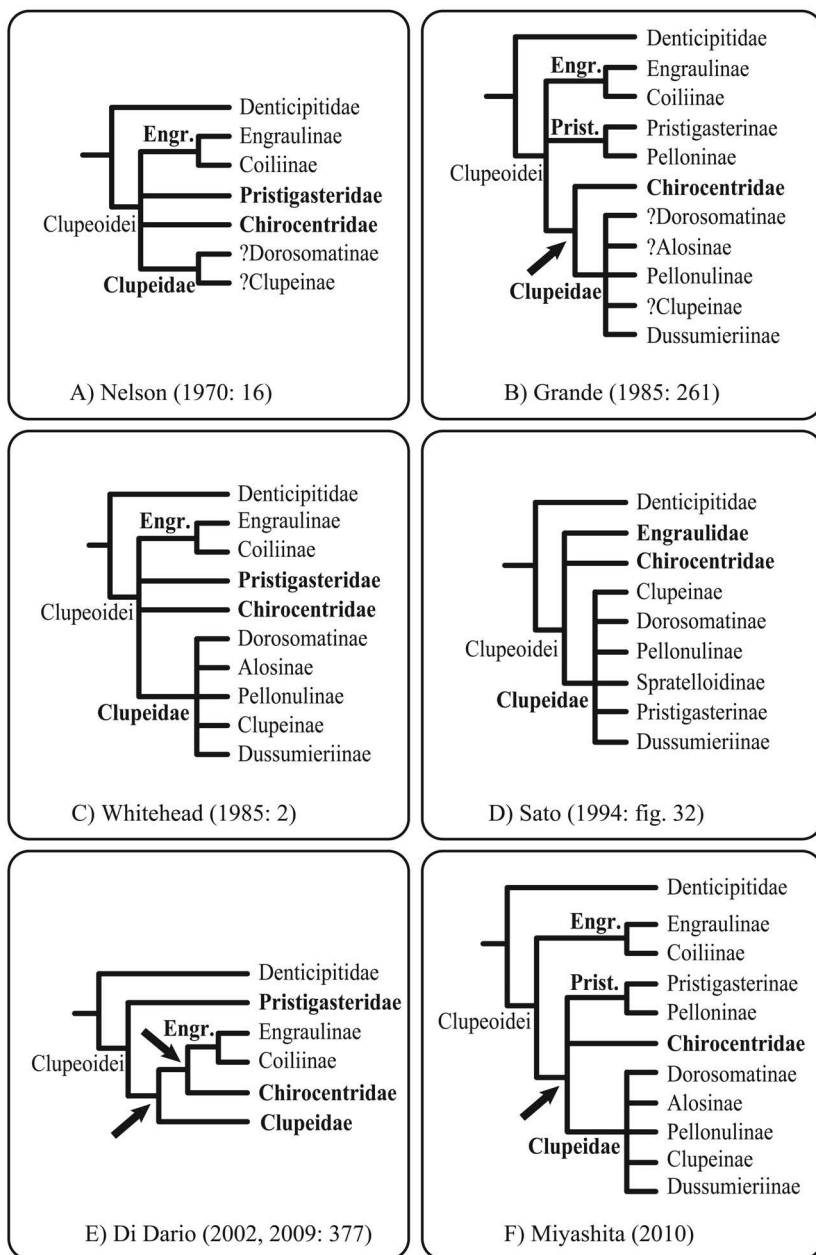 Denticipitidae
Engr.
Engraulinae
Coiliinae
Pristigasteridae
Clupeoidei
Chirocentridae
?Dorosomatinae
Clupeidae
?Clupeinae
A) Nelson (1970: 16)
Denticipitidae
Engr.
Engraulinae
Coiliinae
Prist.
Pristigasterinae
Pelloninae
Clupeoidei
Chirocentridae
?Dorosomatinae
?Alosinae
Clupeidae
Pellonulinae
?Clupeinae
Dussumieriinae
B) Grande (1985: 261)
Denticipitidae
Engr.
Engraulinae
Coiliinae
Pristigasteridae
Clupeoidei
Chirocentridae
Dorosomatinae
Alosinae
Pellonulinae
Clupeidae
Clupeinae
Dussumieriinae
C) Whitehead (1985: 2)
Denticipitidae
Engraulidae
Chirocentridae
Clupeinae
Dorosomatinae
Clupeoidei
Pellonulinae
Spratelloidinae
Clupeidae
Pristigasterinae
Dussumieriinae
D) Sato (1994: fig. 32)
Denticipitidae
Pristigasteridae
Engr.
Engraulinae
Clupeoidei
Coiliinae
Chirocentridae
Clupeidae
E) Di Dario (2002, 2009: 377)
Denticipitidae
Engr.
Engraulinae
Coiliinae
Prist.
Pristigasterinae
Pelloninae
Clupeoidei
Chirocentridae
Dorosomatinae
Alosinae
Pellonulinae
Clupeidae
Clupeinae
Dussumieriinae
F) Miyashita (2010)